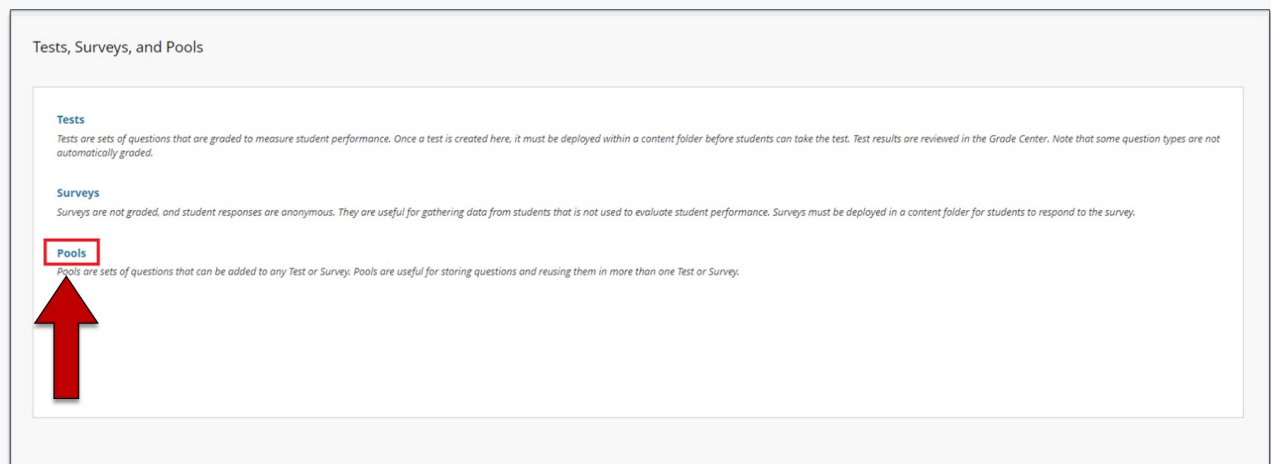 Tests, Surveys, and Pools
Tests
Tests are sets of questions that are graded to measure student performance. Once a test is created here, it must be deployed within a content folder before students can take the test. Test results are reviewed in the Grade Center. Note that some question types are not
automatically graded.
Surveys
Surveys are not graded, and student responses are anonymous. They are useful for gathering data from students that is not used to evaluate student performance. Surveys must be deployed in a content folder for students to respond to the survey.
Pools
Pools are sets of questions that can be added to any Test or Survey. Pools are useful for storing questions and reusing them in more than one Test or Survey.